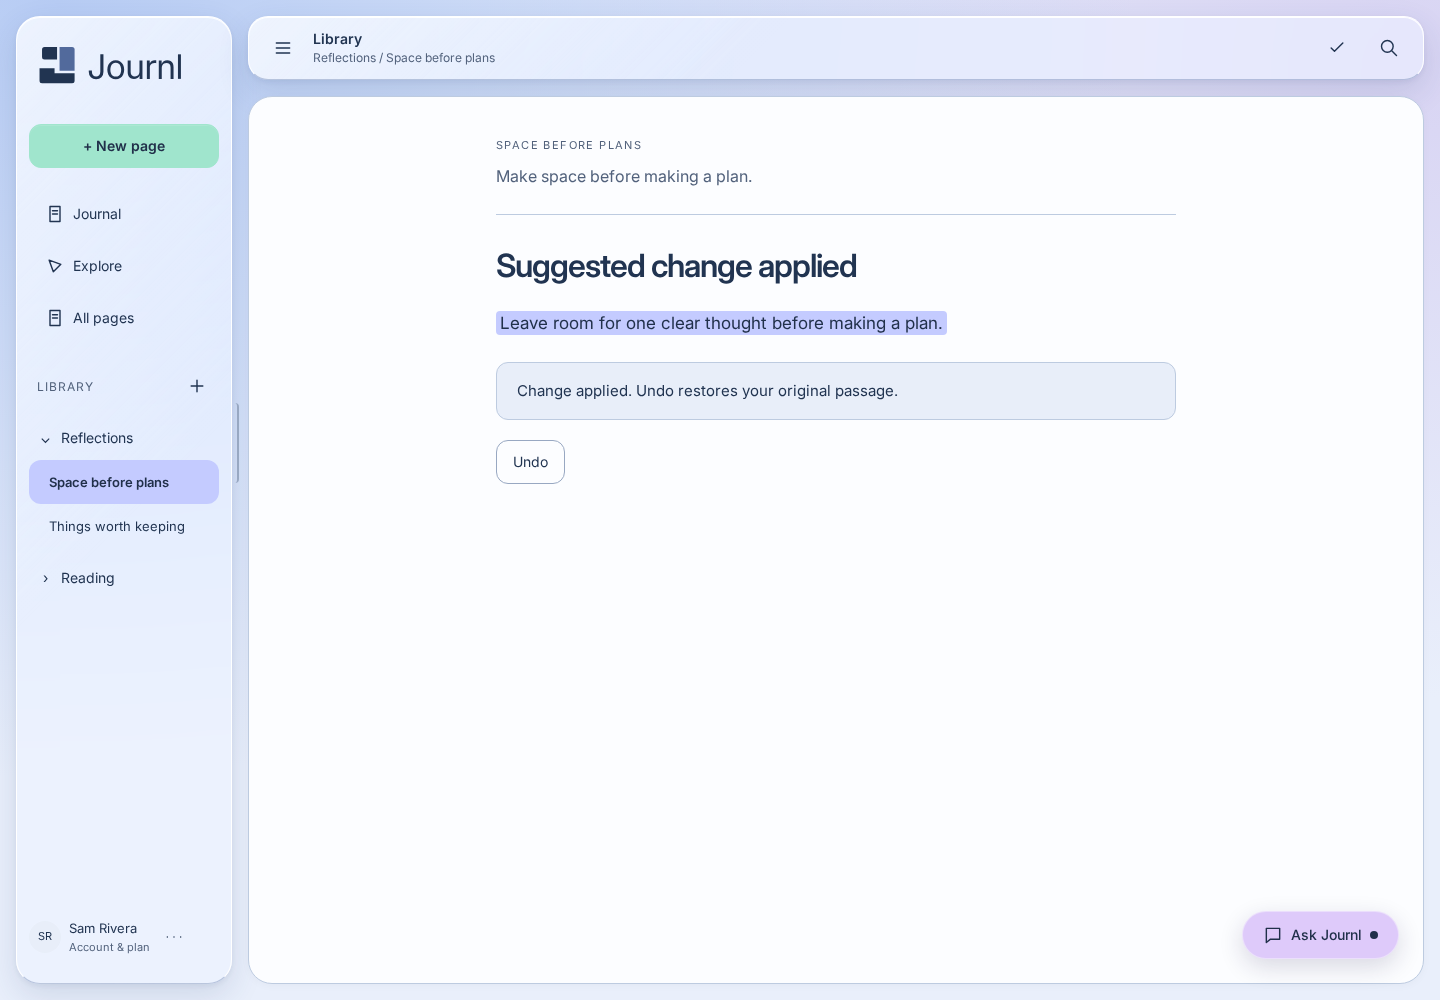 Journl
+ New page
Journal
Explore
All pages
LIBRARY
Reflections
Space before plans
Things worth keeping
Reading
SR
Sam Rivera
Account & plan
Library
Reflections / Space before plans
SPACE BEFORE PLANS
Make space before making a plan.
Suggested change applied
Leave room for one clear thought before making a plan.
Change applied. Undo restores your original passage.
Undo
Ask Journl